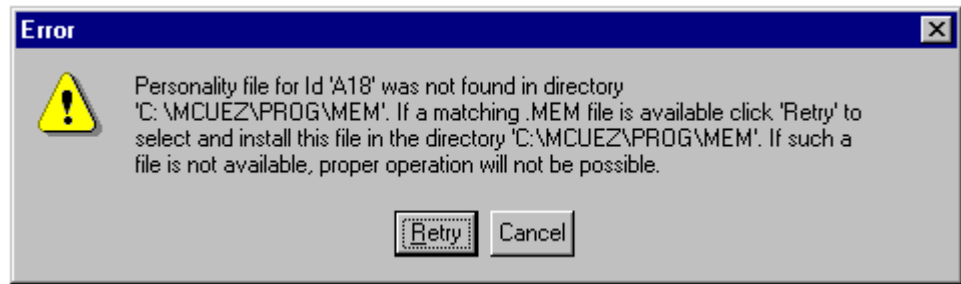 Error
Personality file for Id 'A18' was not found in directory
'C: \MCUEZ\PROG\MEM'. If a matching .MEM file is available click 'Retry' to
select and install this file in the directory 'C:\MCUEZ\PROG\MEM'. If such a
file is not available, proper operation will not be possible.
Retry Cancel